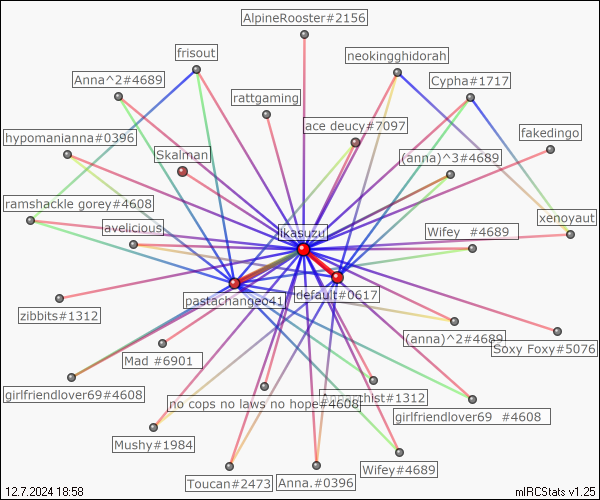 AlpineRooster#2156
frisout
neokingghidorah
Anna^2#4689
Cypha#1717
rattgaming
ace deucy#7097
hypomanianna#0396
fakedingo
Skalman
(anna)^3#4689
ramshackle gorey#4608
xenoyaut
avelicious
ikasuzu
Wifey #4689
pastachange041
default#0617
zibbits#1312
(anna)^2#4689
Mad #6901
Soxy Foxy#5076
girlfriendlover69#4608
no cops no laws no hope#4608
#1312
girlfriendlover69 #4608
Mushy#1984
Wifey#4689
Toucan#2473
Anna.#0396
12.7.2024 18:58
mIRCStats v1.25